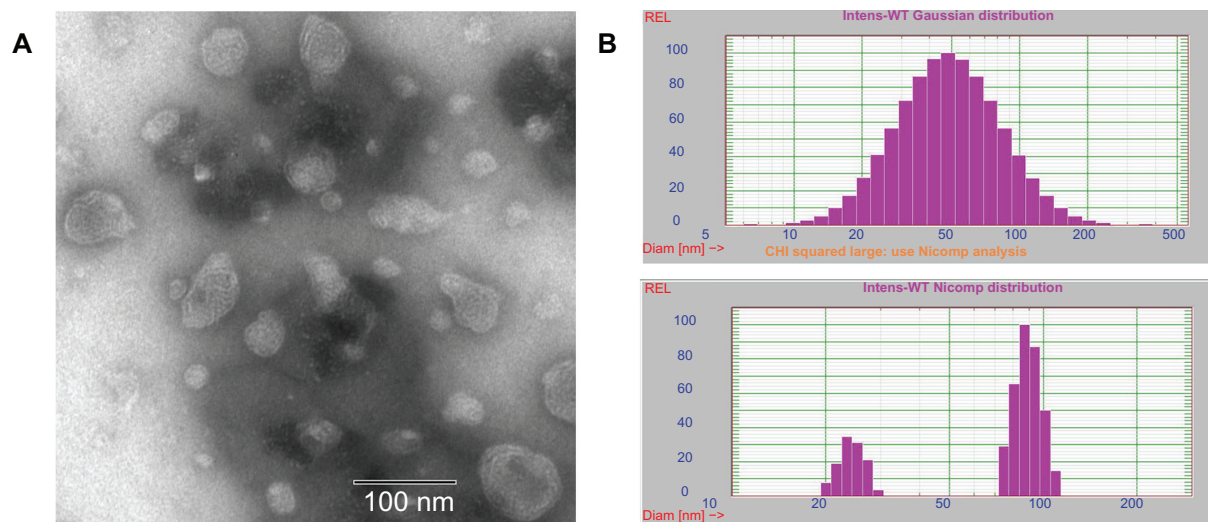 A
100 nm
B
Intens-WT Gaussian distribution
REL
100
80
60
40
20
0
5 10 20 50 100 200 500
Diam [nm] −>
CHI squared large: use Nicomp analysis
Intens-WT Nicomp distribution
REL
100
80
60
40
20
0
10 20 50 100 200
Diam [nm] −>